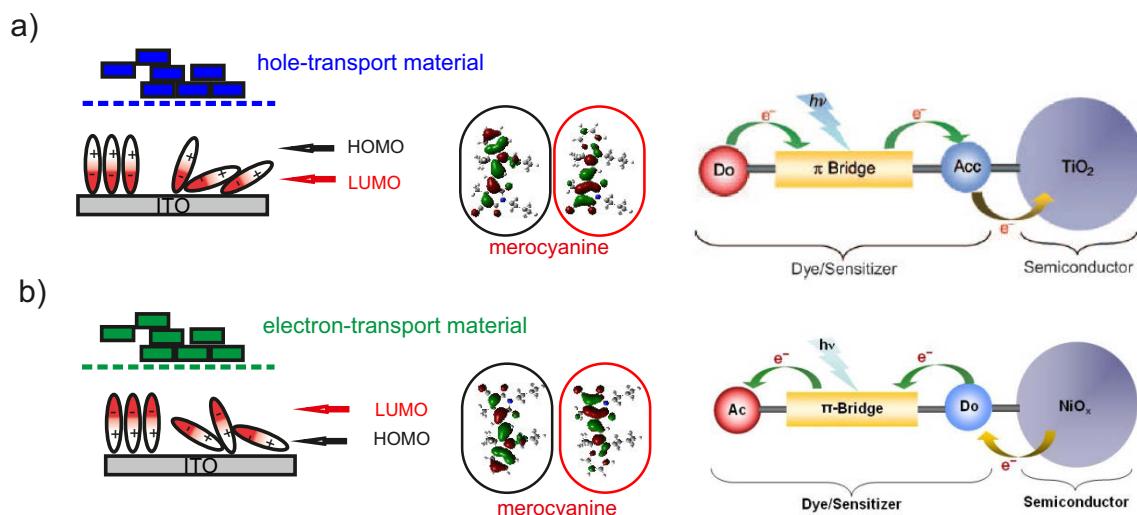 a)
hole-transport material
+ + +
- - -
+
- +
- +
HOMO
LUMO
ITO
merocyanine
e⁻
hν
e⁻
Do
π Bridge
Acc
TiO₂
e⁻
Dye/Sensitizer
Semiconductor
b)
electron-transport material
- - -
+ + +
- +
- +
- +
LUMO
HOMO
ITO
merocyanine
e⁻
hν
e⁻
Ac
π-Bridge
Do
NiOₓ
e⁻
Dye/Sensitizer
Semiconductor